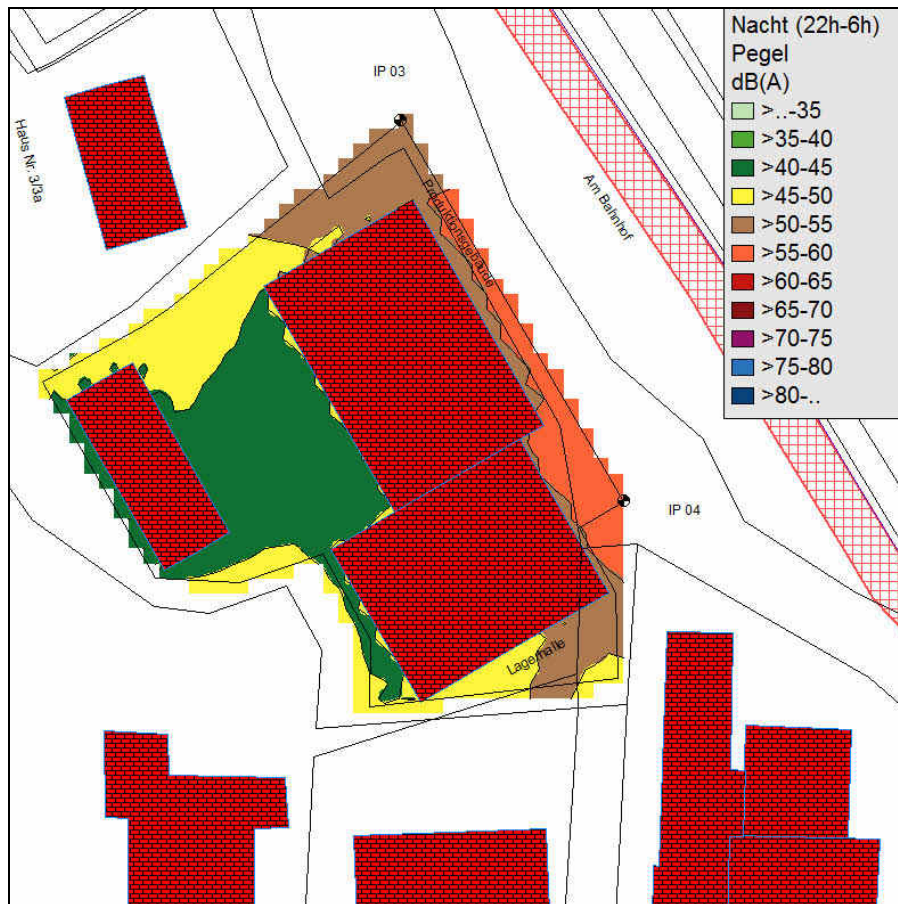 Nacht (22h-6h)
Pegel
dB(A)
>..-35
>35-40
>40-45
>45-50
>50-55
>55-60
>60-65
>65-70
>70-75
>75-80
>80-..
IP 03
Haus Nr. 3/3a
Am Bahnhof
Produktionsgebäude
IP 04
Lagerhalle